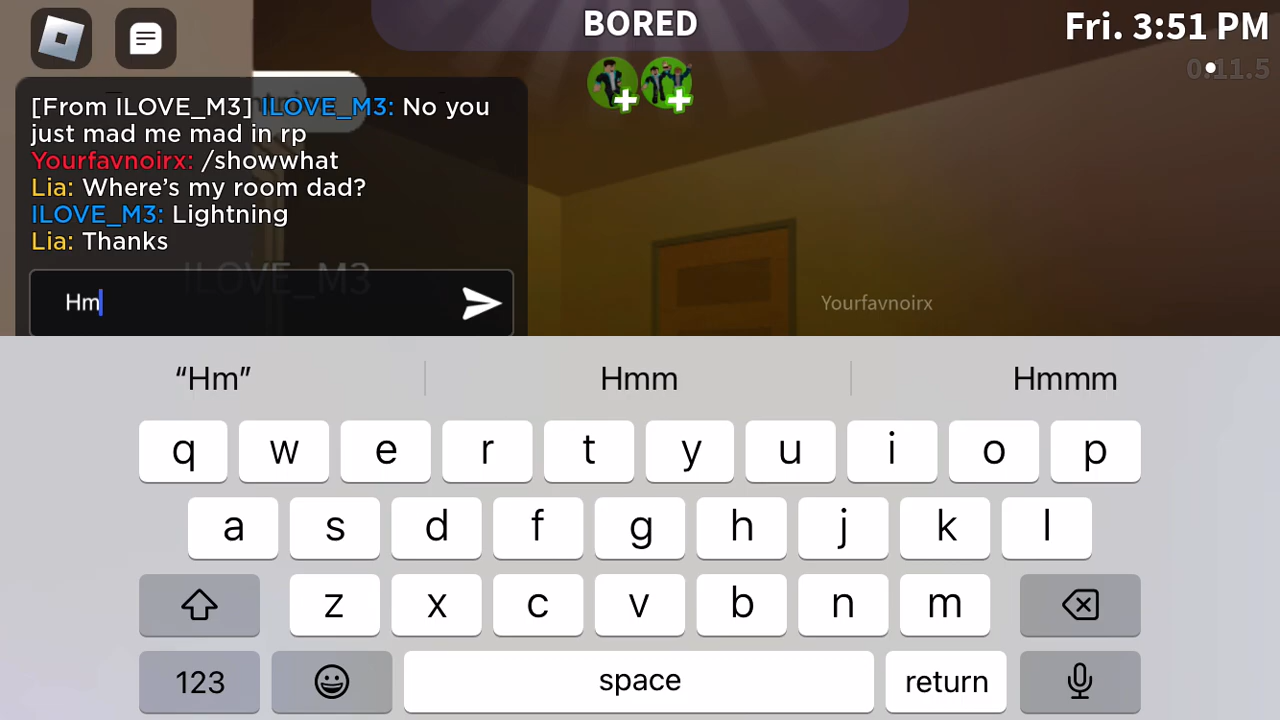 BORED
Fri. 3:51 PM
0:11.5
[From ILOVE_M3] ILOVE_M3: No you
just mad me mad in rp
Yourfavnoirx: /showwhat
Lia: Where’s my room dad?
ILOVE_M3: Lightning
Lia: Thanks
ILOVE_M3
Hm
Yourfavnoirx
“Hm” Hmm Hmmm
q w e r t y u i o p
a s d f g h j k l
z x c v b n m
123 space return